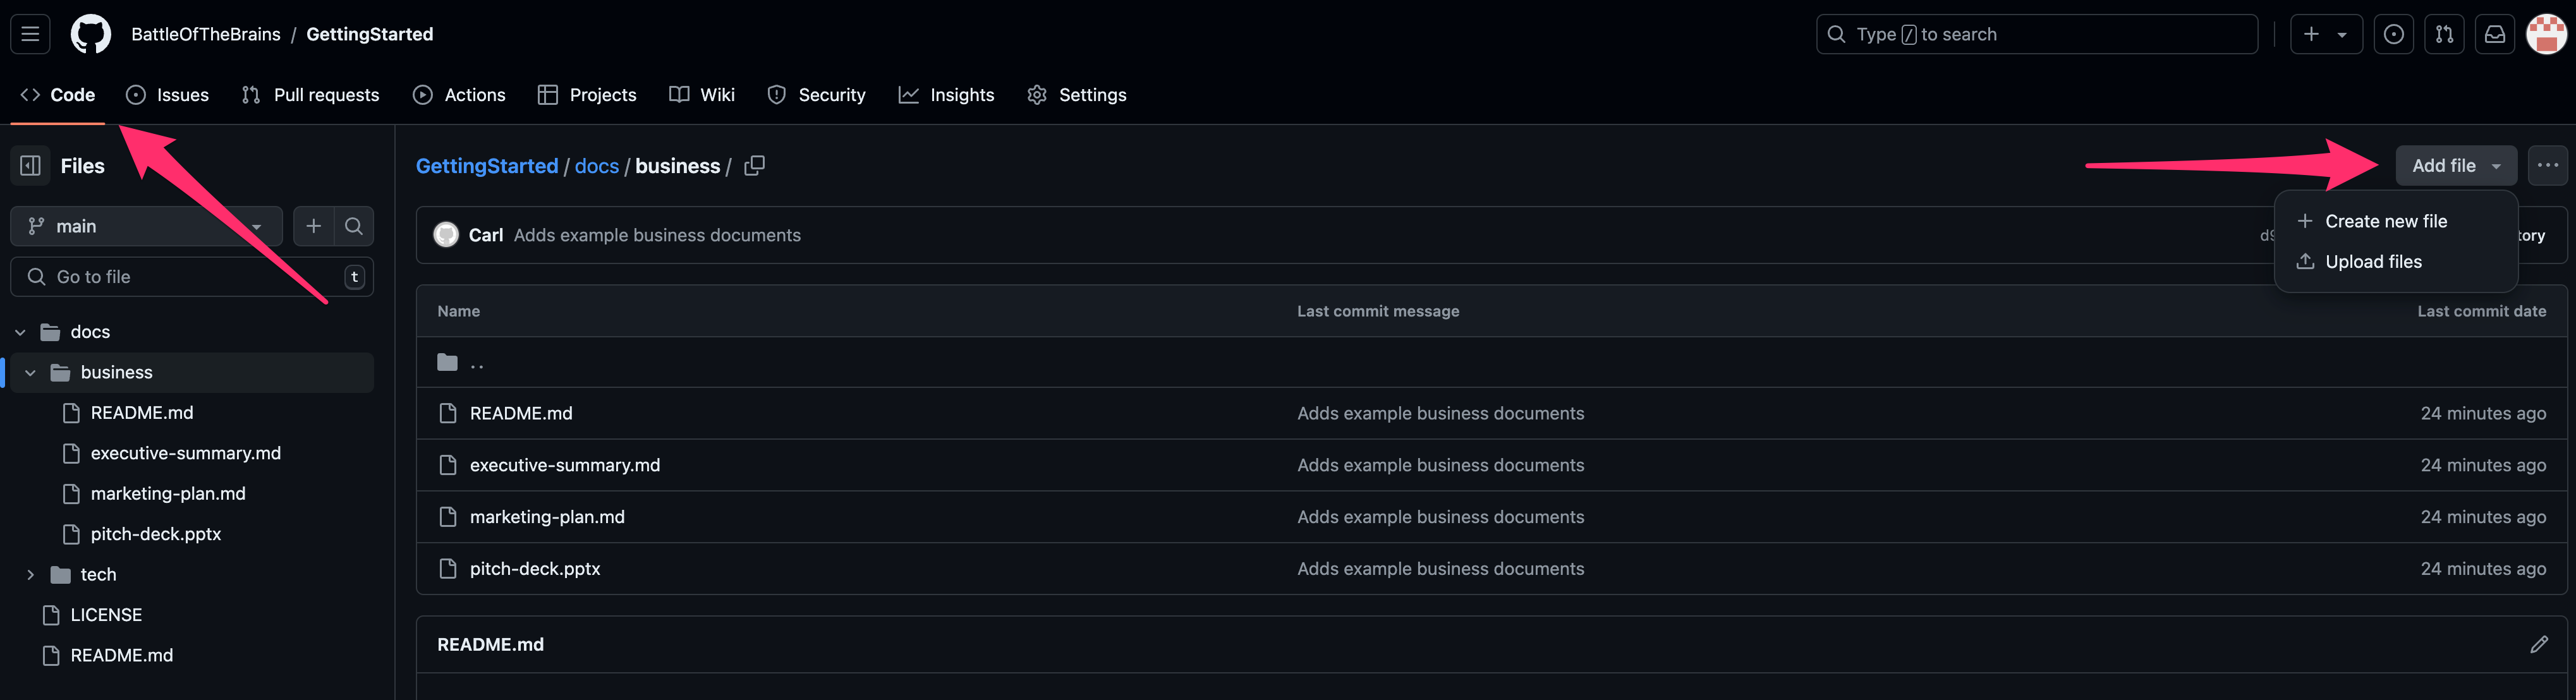 BattleOfTheBrains / GettingStarted
Type / to search
Code Issues Pull requests Actions Projects Wiki Security Insights Settings
Files
main
Go to file t
docs
business
README.md
executive-summary.md
marketing-plan.md
pitch-deck.pptx
tech
LICENSE
README.md
GettingStarted / docs / business /
Add file
Create new file
Upload files
Carl Adds example business documents
Name Last commit message Last commit date
..
README.md Adds example business documents 24 minutes ago
executive-summary.md Adds example business documents 24 minutes ago
marketing-plan.md Adds example business documents 24 minutes ago
pitch-deck.pptx Adds example business documents 24 minutes ago
README.md